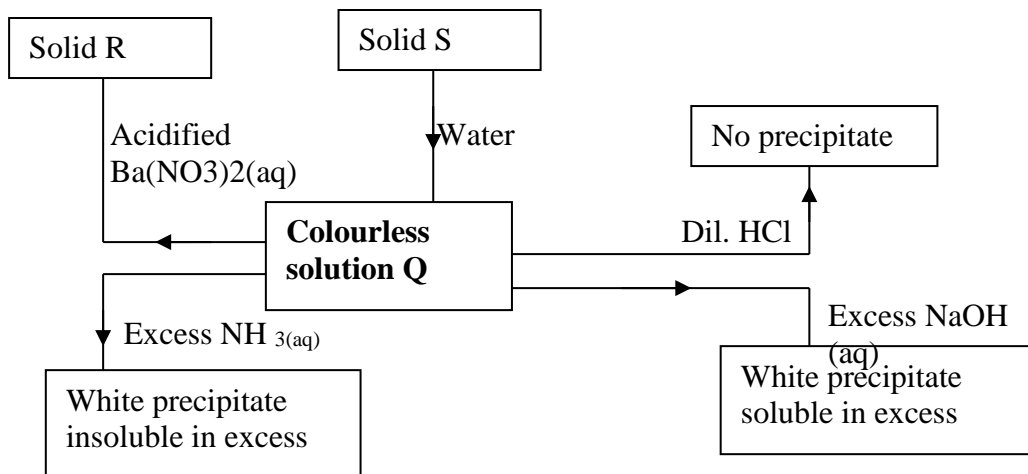 Solid R
Solid S
Acidified
Ba(NO3)2(aq)
Water
No precipitate
Colourless
solution Q
Dil. HCl
Excess NH 3(aq)
Excess NaOH
(aq)
White precipitate
insoluble in excess
White precipitate
soluble in excess